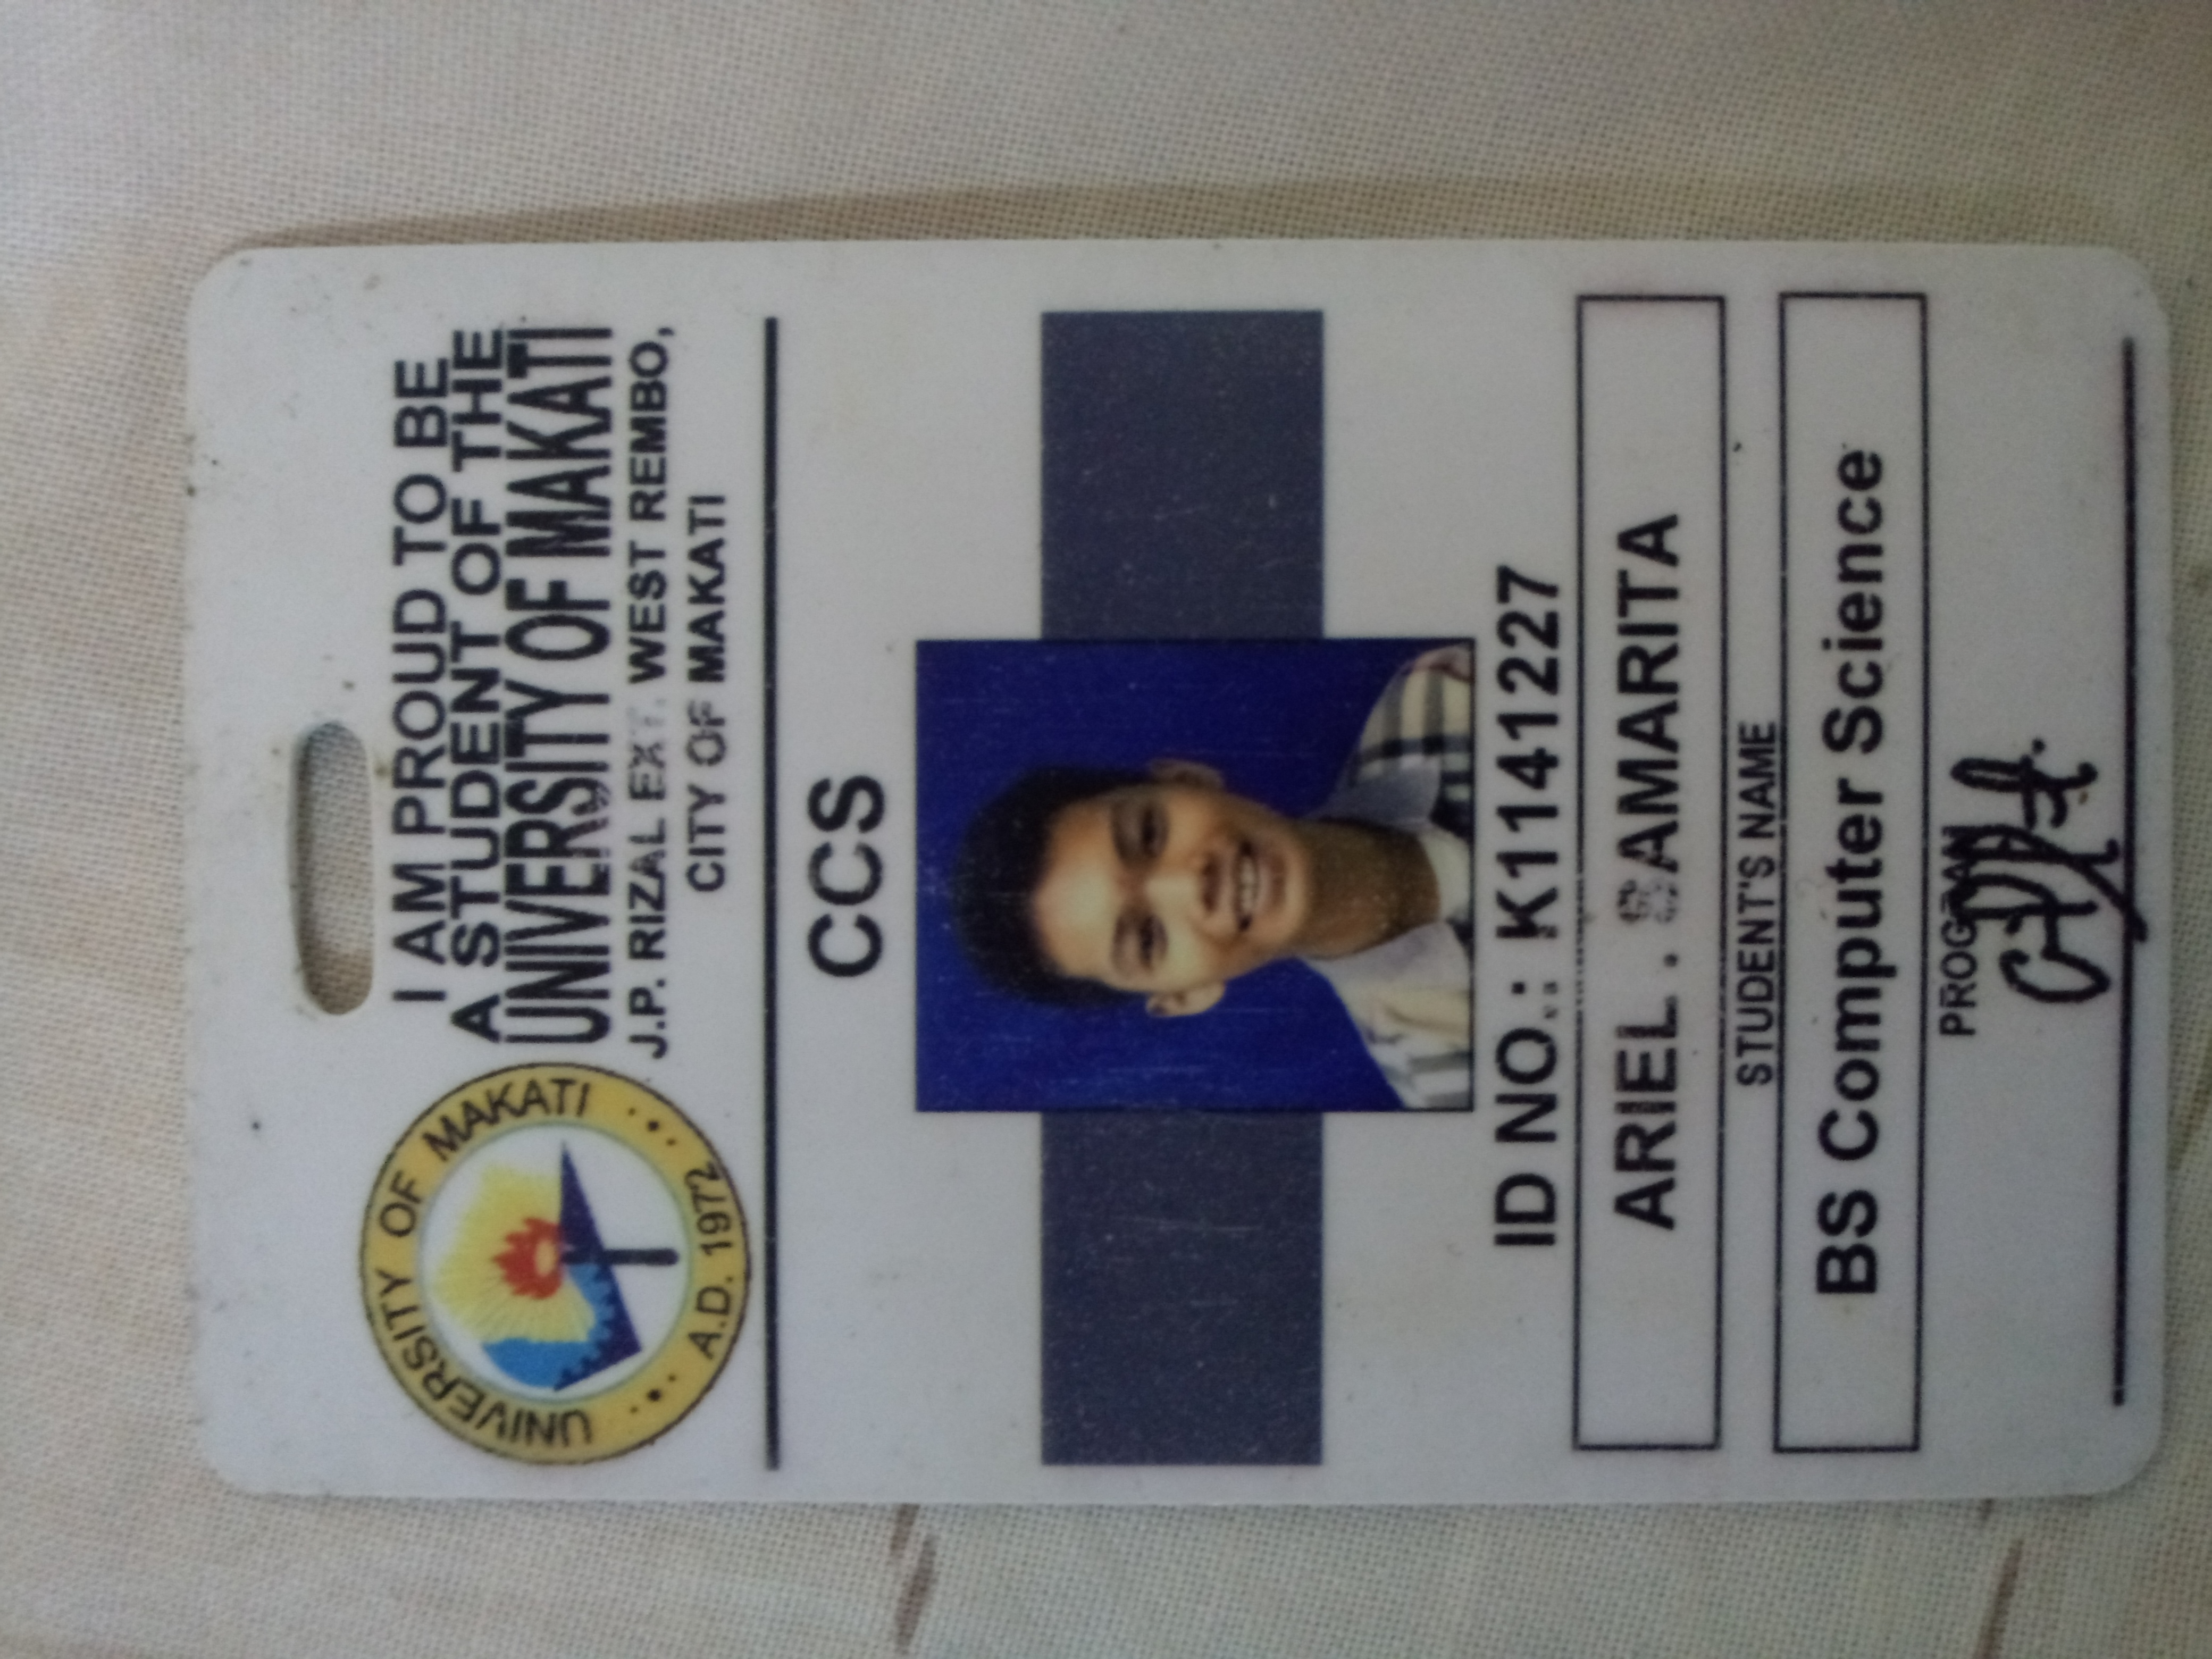 UNIVERSITY OF MAKATI
A.D. 1972
I AM PROUD TO BE
A STUDENT OF THE
UNIVERSITY OF MAKATI
J.P. RIZAL EXT. WEST REMBO,
CITY OF MAKATI
CCS
ID NO.: K1141227
ARIEL . SAMARITA
STUDENT'S NAME
BS Computer Science
PROGRAM